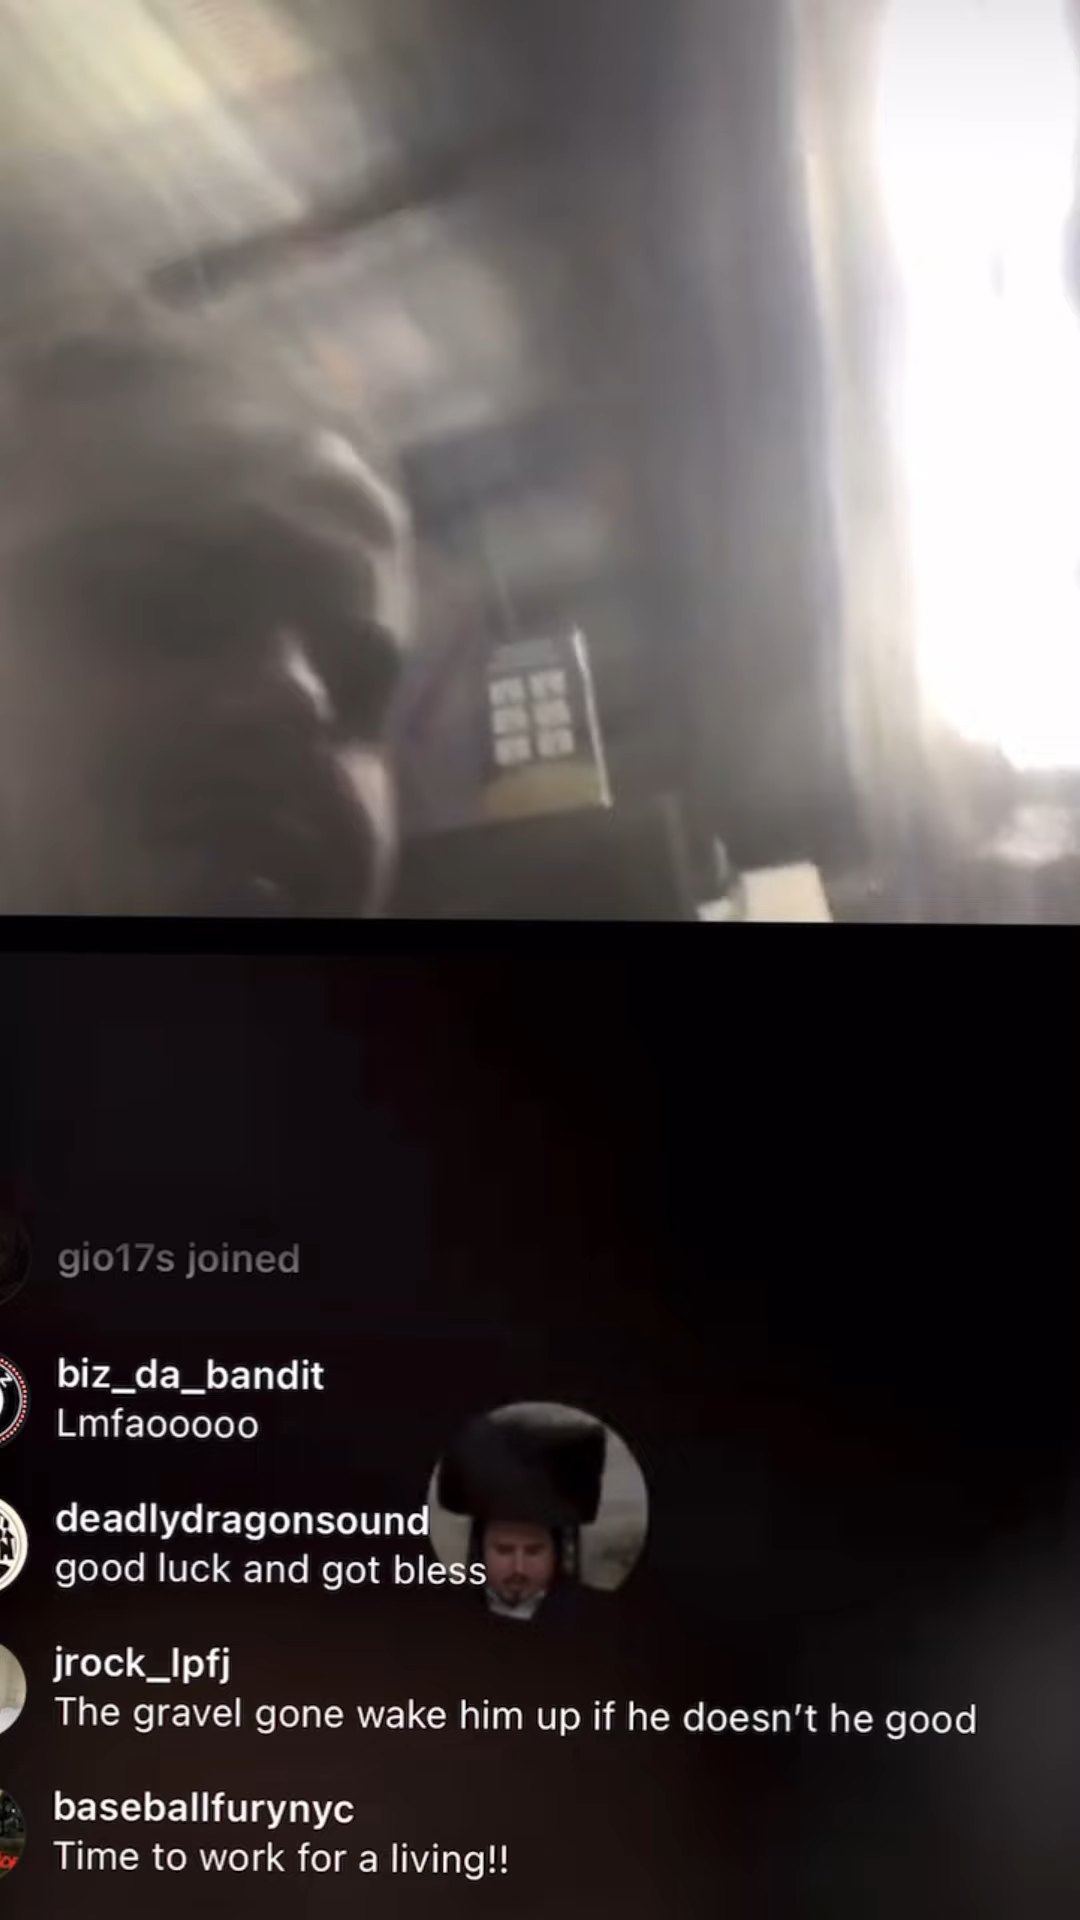 gio17s joined
biz_da_bandit
Lmfaooooo
deadlydragonsound
good luck and got bless
jrock_lpfj
The gravel gone wake him up if he doesn't he good
baseballfurynyc
Time to work for a living!!